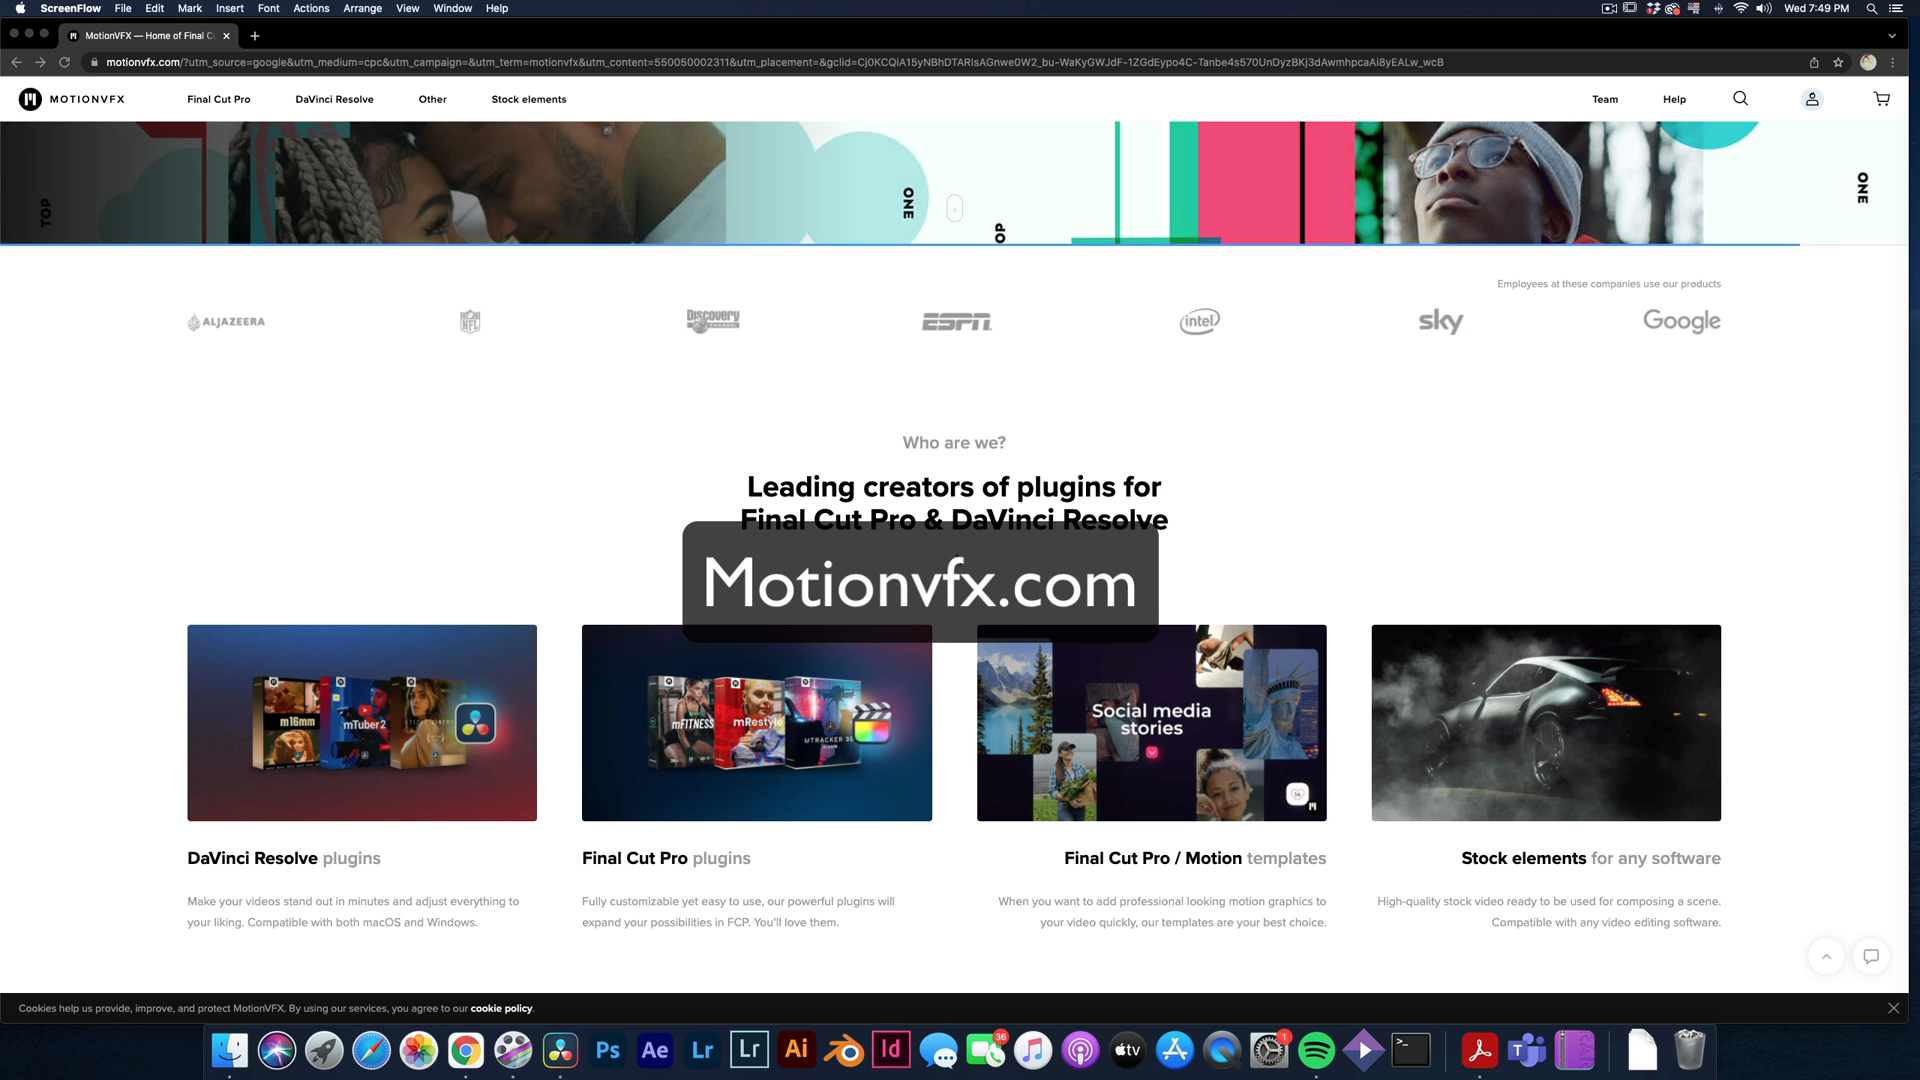 ScreenFlow File Edit Mark Insert Font Actions Arrange View Window Help Wed 7:49 PM
MotionVFX — Home of Final Cu
motionvfx.com/?utm_source=google&utm_medium=cpc&utm_campaign=&utm_term=motionvfx&utm_content=550050002311&utm_placement=&gclid=Cj0KCQiA15yNBhDTARIsAGnwe0W2_bu-WaKyGWJdF-1ZGdEypo4C-Tanbe4s570UnDyzBKj3dAwmhpcaAi8yEALw_wcB
MOTIONVFX Final Cut Pro DaVinci Resolve Other Stock elements Team Help
TOP
ONE
OP
ONE
Employees at these companies use our products
ALJAZEERA NFL Discovery CHANNEL ESPN intel sky Google
Who are we?
Leading creators of plugins for
Final Cut Pro & DaVinci Resolve
Motionvfx.com
m16mm
mTuber 2
mFITNESS
mRestyle
MTRACKER 3D
Social media
stories
DaVinci Resolve plugins
Make your videos stand out in minutes and adjust everything to
your liking. Compatible with both macOS and Windows.
Final Cut Pro plugins
Fully customizable yet easy to use, our powerful plugins will
expand your possibilities in FCP. You'll love them.
Final Cut Pro / Motion templates
When you want to add professional looking motion graphics to
your video quickly, our templates are your best choice.
Stock elements for any software
High-quality stock video ready to be used for composing a scene.
Compatible with any video editing software.
Cookies help us provide, improve, and protect MotionVFX. By using our services, you agree to our cookie policy.
Ps Ae Lr Lr Ai Id 36 tv 1